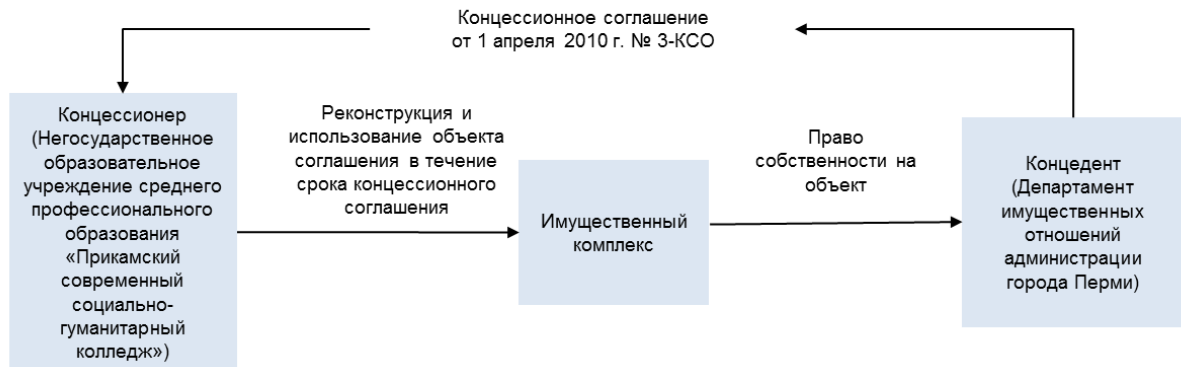 Концессионное соглашение
от 1 апреля 2010 г. № 3-КСО
Концессионер
(Негосударственное
образовательное
учреждение среднего
профессионального
образования
«Прикамский
современный
социально-
гуманитарный
колледж»)
Реконструкция и
использование объекта
соглашения в течение
срока концессионного
соглашения
Имущественный
комплекс
Право
собственности на
объект
Концедент
(Департамент
имущественных
отношений
администрации
города Перми)